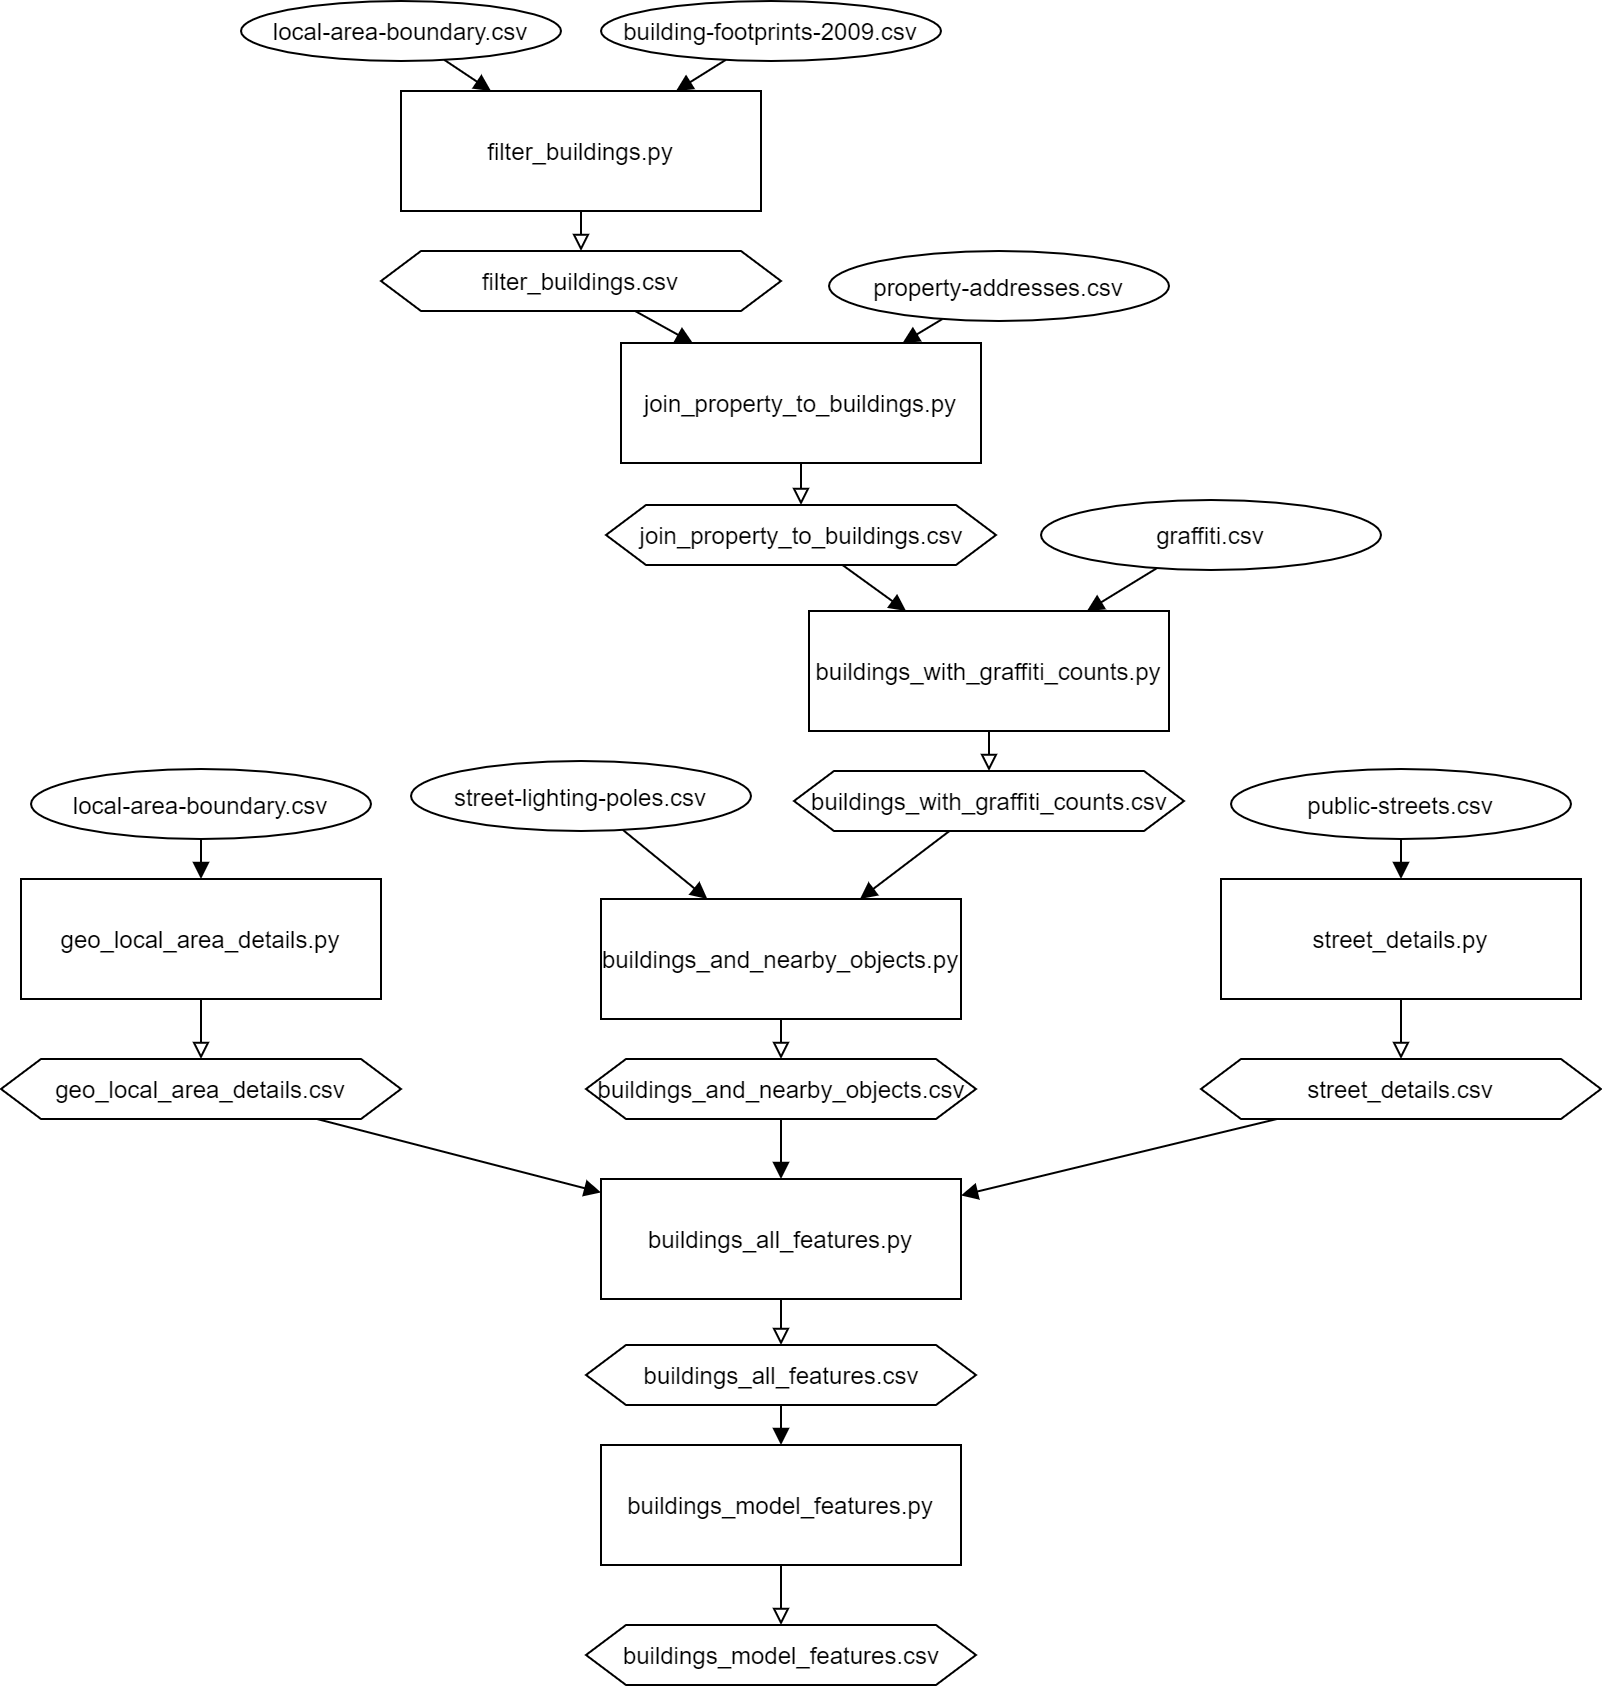 local-area-boundary.csv
building-footprints-2009.csv
filter_buildings.py
filter_buildings.csv
property-addresses.csv
join_property_to_buildings.py
join_property_to_buildings.csv
graffiti.csv
buildings_with_graffiti_counts.py
local-area-boundary.csv
street-lighting-poles.csv
buildings_with_graffiti_counts.csv
public-streets.csv
geo_local_area_details.py
buildings_and_nearby_objects.py
street_details.py
geo_local_area_details.csv
buildings_and_nearby_objects.csv
street_details.csv
buildings_all_features.py
buildings_all_features.csv
buildings_model_features.py
buildings_model_features.csv